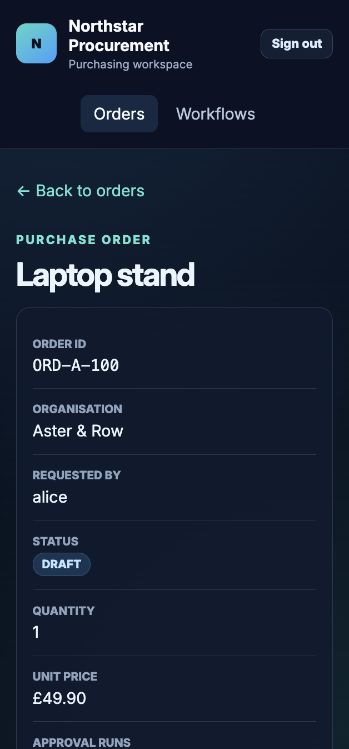 N
Northstar
Procurement
Purchasing workspace
Sign out
Orders
Workflows
← Back to orders
PURCHASE ORDER
Laptop stand
ORDER ID
ORD-A-100
ORGANISATION
Aster & Row
REQUESTED BY
alice
STATUS
DRAFT
QUANTITY
1
UNIT PRICE
£49.90
APPROVAL RUNS